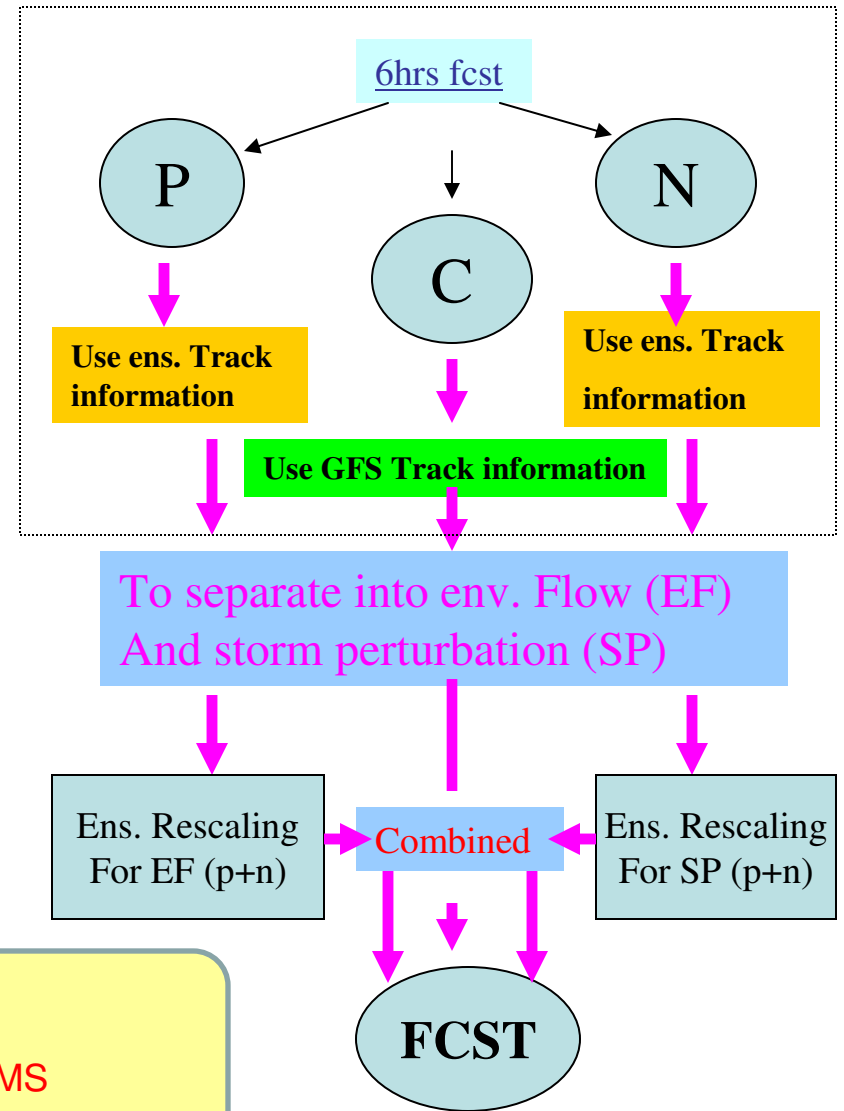 6hrs fcst
P
N
C
Use ens. Track
information
Use ens. Track
information
Use GFS Track information
To separate into env. Flow (EF)
And storm perturbation (SP)
Ens. Rescaling
For EF (p+n)
Combined
Ens. Rescaling
For SP (p+n)
FCST
MS